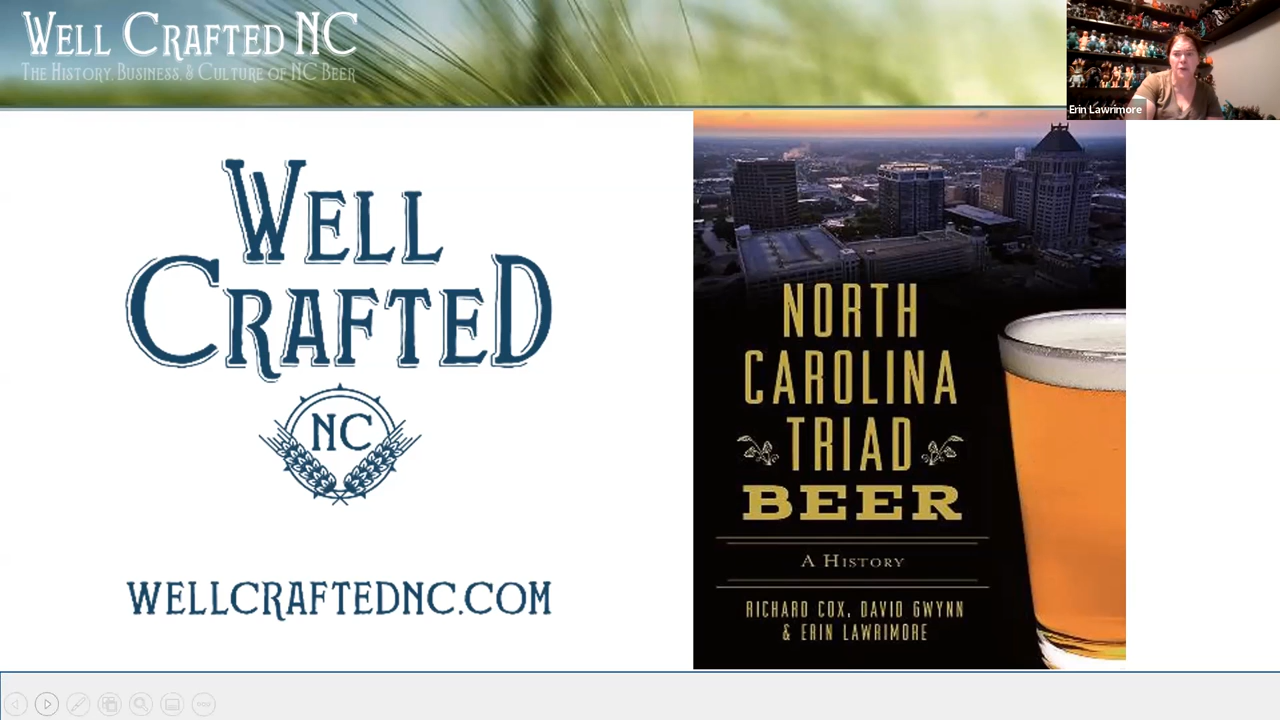 WELL CRAFTED NC
THE HISTORY, BUSINESS, & CULTURE OF NC BEER
Erin Lawrimore
WELL
CRAFTED
NC
WELLCRAFTEDNC.COM
NORTH
CAROLINA
TRIAD
BEER
A HISTORY
RICHARD COX, DAVID GWYNN
& ERIN LAWRIMORE